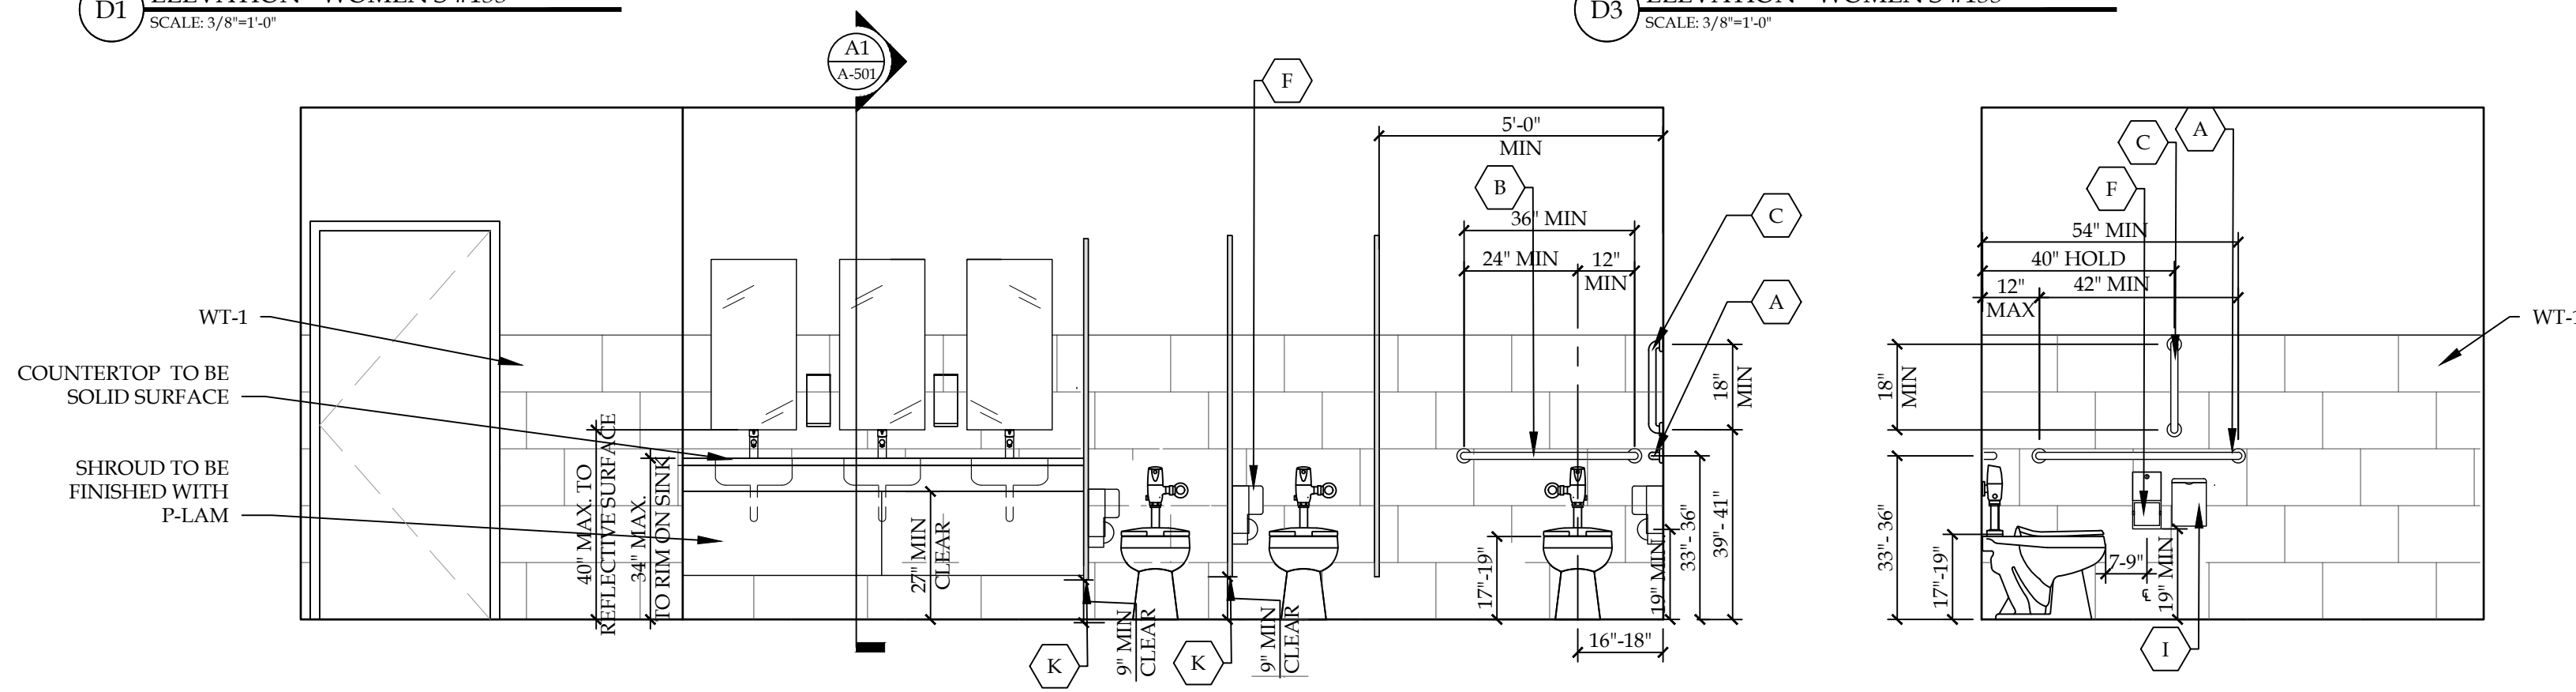 D1
SCALE: 3/8"=1'-0"
D3
SCALE: 3/8"=1'-0"
A1
A-501
F
5'-0"
MIN
B
36" MIN
24" MIN
12"
MIN
C
A
WT-1
COUNTERTOP TO BE
SOLID SURFACE
SHROUD TO BE
FINISHED WITH
P-LAM
40" MAX. TO
REFLECTIVE SURFACE
34" MAX.
TO RIM ON SINK
27" MIN
CLEAR
K
9" MIN
CLEAR
K
9" MIN
CLEAR
17"-19"
16"-18"
19" MIN.
33"- 36"
39"- 41"
18"
MIN
C
A
F
54" MIN
40" HOLD
12"
MAX
42" MIN
WT-1
18"
MIN
33"- 36"
17"-19"
7-9"
℄
19" MIN
I